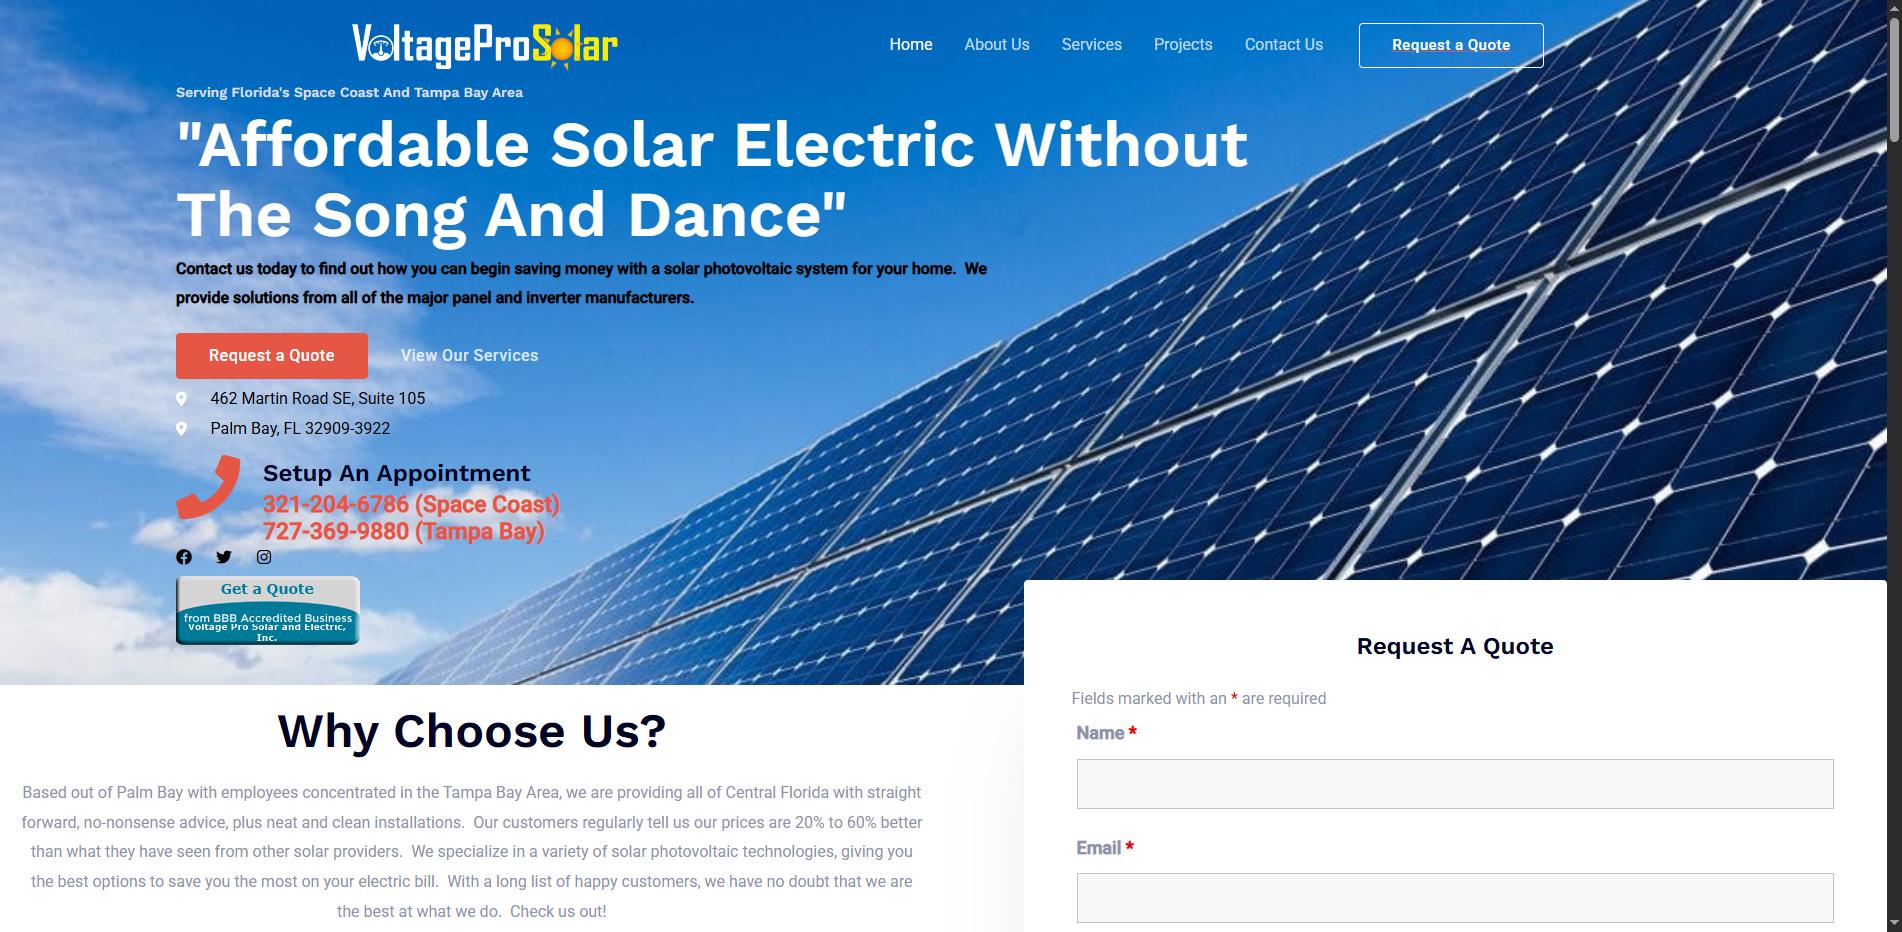 VoltageProSolar
Home
About Us
Services
Projects
Contact Us
Request a Quote
Serving Florida's Space Coast And Tampa Bay Area
"Affordable Solar Electric Without
The Song And Dance"
Contact us today to find out how you can begin saving money with a solar photovoltaic system for your home.  We
provide solutions from all of the major panel and inverter manufacturers.
Request a Quote
View Our Services
462 Martin Road SE, Suite 105
Palm Bay, FL 32909-3922
Setup An Appointment
321-204-6786 (Space Coast)
727-369-9880 (Tampa Bay)
Get a Quote
from BBB Accredited Business
Voltage Pro Solar and Electric,
Inc.
Why Choose Us?
Based out of Palm Bay with employees concentrated in the Tampa Bay Area, we are providing all of Central Florida with straight
forward, no-nonsense advice, plus neat and clean installations.  Our customers regularly tell us our prices are 20% to 60% better
than what they have seen from other solar providers.  We specialize in a variety of solar photovoltaic technologies, giving you
the best options to save you the most on your electric bill.  With a long list of happy customers, we have no doubt that we are
the best at what we do.  Check us out!
Request A Quote
Fields marked with an * are required
Name *
Email *